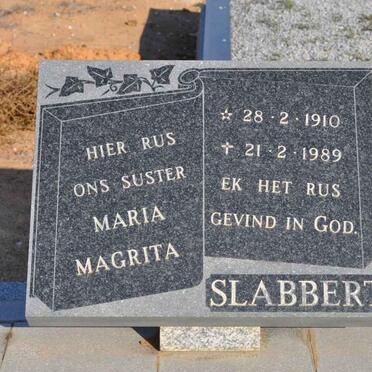 HIER RUS
ONS SUSTER
MARIA
MAGRITA
☆ 28·2·1910
✝ 21·2·1989
EK HET RUS
GEVIND IN GOD.
SLABBERT